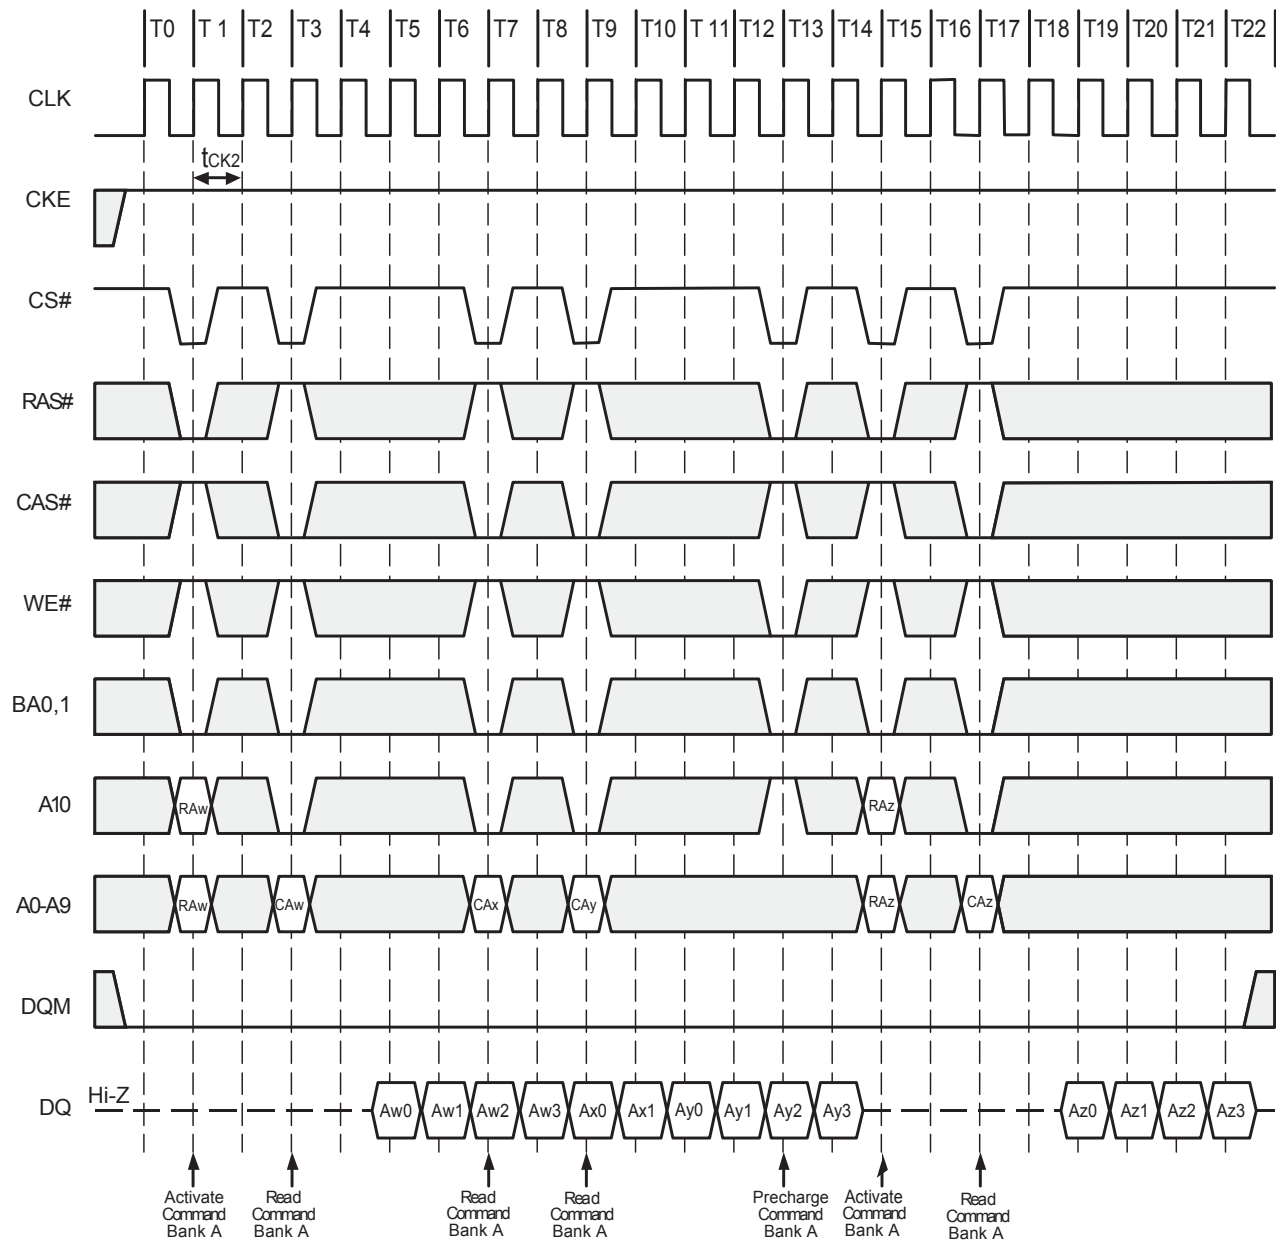 T0 T 1 T2 T3 T4 T5 T6 T7 T8 T9 T10 T 11 T12 T13 T14 T15 T16 T17 T18 T19 T20 T21 T22
CLK
tCK2
CKE
CS#
RAS#
CAS#
WE#
BA0,1
A10 RAw RAz
A0-A9 RAw CAw CAx CAy RAz CAz
DQM
DQ Hi-Z Aw0 Aw1 Aw2 Aw3 Ax0 Ax1 Ay0 Ay1 Ay2 Ay3 Az0 Az1 Az2 Az3
Activate
Command
Bank A
Read
Command
Bank A
Read
Command
Bank A
Read
Command
Bank A
Precharge
Command
Bank A
Activate
Command
Bank A
Read
Command
Bank A